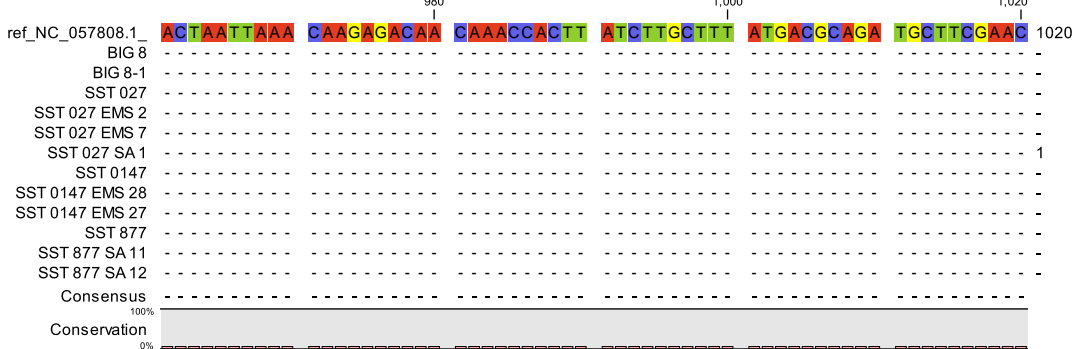 980 1,000 1,020
ref_NC_057808.1_ ACTAATTAAA CAAGAGACAA CAAACCACTT ATCTTGCTTT ATGACGCAGA TGCTTCGAAC 1020
BIG 8 - - - - - - - - - - - - - - - - - - - - - - - - - - - - - - - - - - - - - - - - - - - - - - - - - - - - - - - - - - - - -
BIG 8-1 - - - - - - - - - - - - - - - - - - - - - - - - - - - - - - - - - - - - - - - - - - - - - - - - - - - - - - - - - - - - -
SST 027 - - - - - - - - - - - - - - - - - - - - - - - - - - - - - - - - - - - - - - - - - - - - - - - - - - - - - - - - - - - - -
SST 027 EMS 2 - - - - - - - - - - - - - - - - - - - - - - - - - - - - - - - - - - - - - - - - - - - - - - - - - - - - - - - - - - - - -
SST 027 EMS 7 - - - - - - - - - - - - - - - - - - - - - - - - - - - - - - - - - - - - - - - - - - - - - - - - - - - - - - - - - - - - -
SST 027 SA 1 - - - - - - - - - - - - - - - - - - - - - - - - - - - - - - - - - - - - - - - - - - - - - - - - - - - - - - - - - - - - 1
SST 0147 - - - - - - - - - - - - - - - - - - - - - - - - - - - - - - - - - - - - - - - - - - - - - - - - - - - - - - - - - - - - -
SST 0147 EMS 28 - - - - - - - - - - - - - - - - - - - - - - - - - - - - - - - - - - - - - - - - - - - - - - - - - - - - - - - - - - - - -
SST 0147 EMS 27 - - - - - - - - - - - - - - - - - - - - - - - - - - - - - - - - - - - - - - - - - - - - - - - - - - - - - - - - - - - - -
SST 877 - - - - - - - - - - - - - - - - - - - - - - - - - - - - - - - - - - - - - - - - - - - - - - - - - - - - - - - - - - - - -
SST 877 SA 11 - - - - - - - - - - - - - - - - - - - - - - - - - - - - - - - - - - - - - - - - - - - - - - - - - - - - - - - - - - - - -
SST 877 SA 12 - - - - - - - - - - - - - - - - - - - - - - - - - - - - - - - - - - - - - - - - - - - - - - - - - - - - - - - - - - - - -
Consensus - - - - - - - - - - - - - - - - - - - - - - - - - - - - - - - - - - - - - - - - - - - - - - - - - - - - - - - - - - - -
100%
Conservation
0%